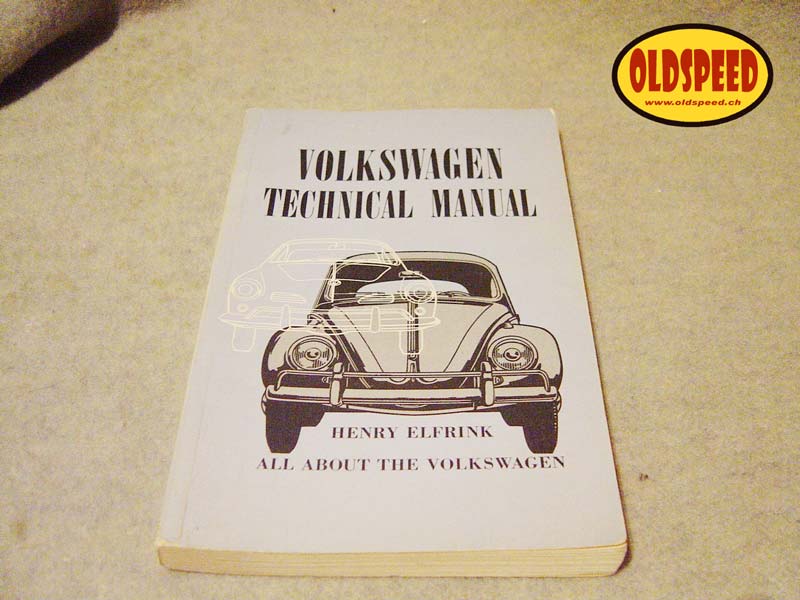 OLDSPEED
www.oldspeed.ch
VOLKSWAGEN
TECHNICAL MANUAL
HENRY ELFRINK
ALL ABOUT THE VOLKSWAGEN